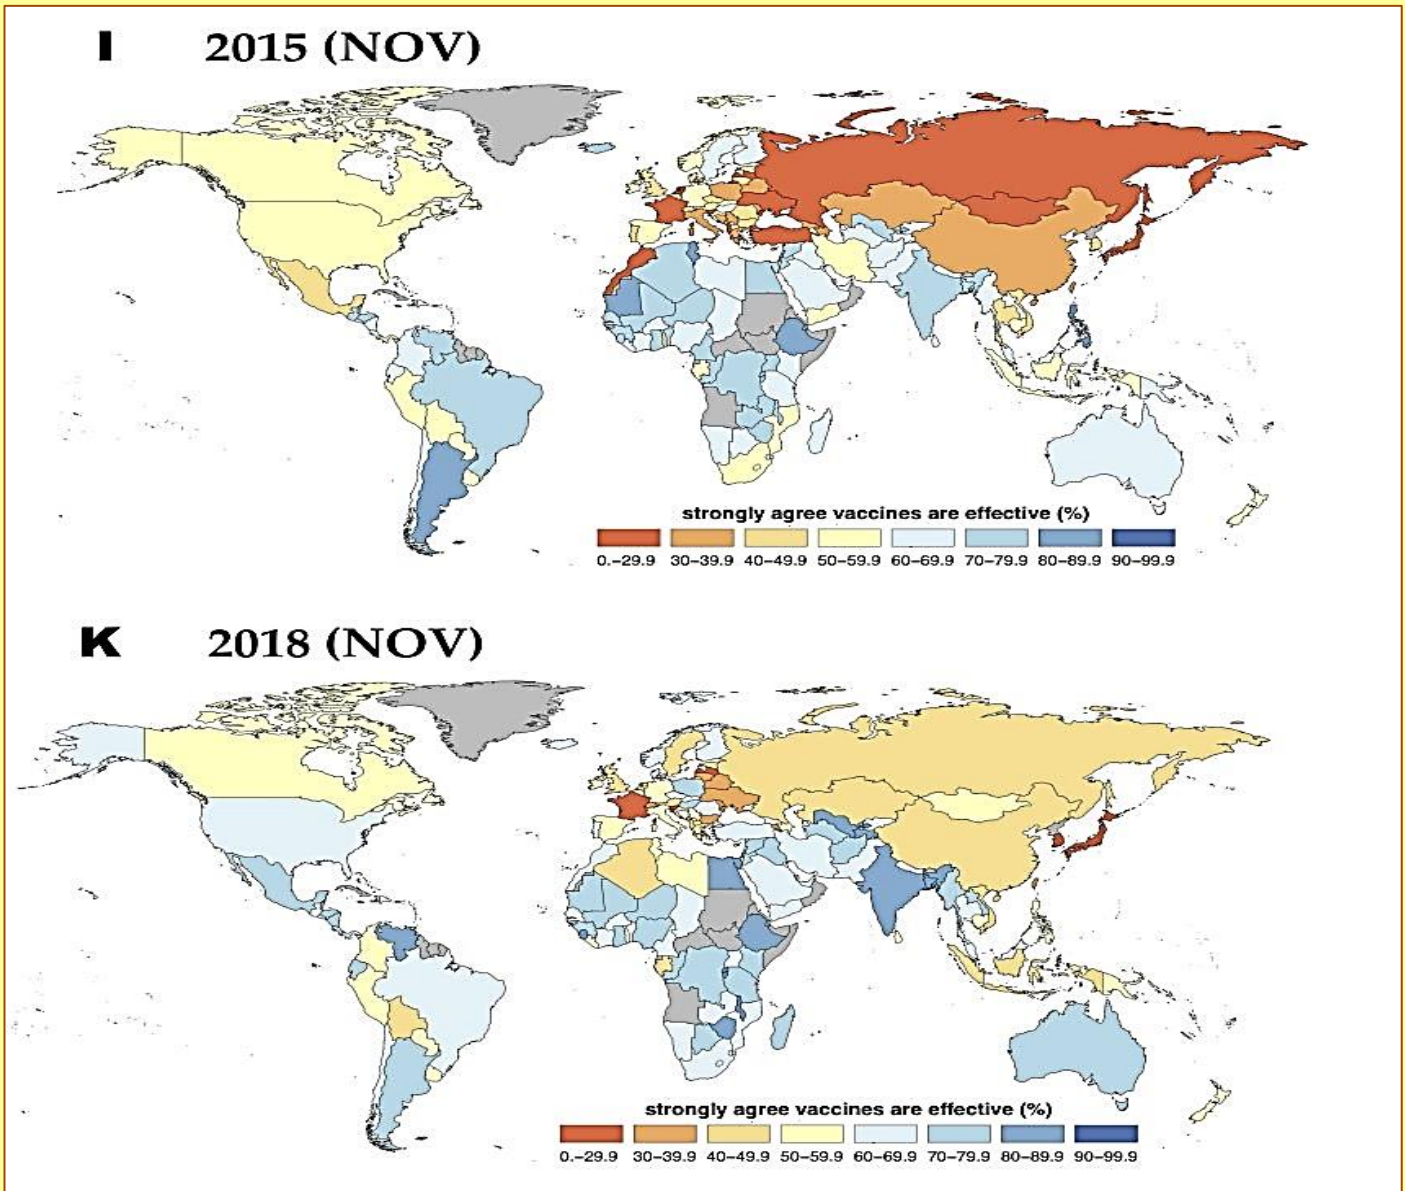 I 2015 (NOV)
strongly agree vaccines are effective (%)
0.–29.9 30–39.9 40–49.9 50–59.9 60–69.9 70–79.9 80–89.9 90–99.9
K 2018 (NOV)
strongly agree vaccines are effective (%)
0.–29.9 30–39.9 40–49.9 50–59.9 60–69.9 70–79.9 80–89.9 90–99.9